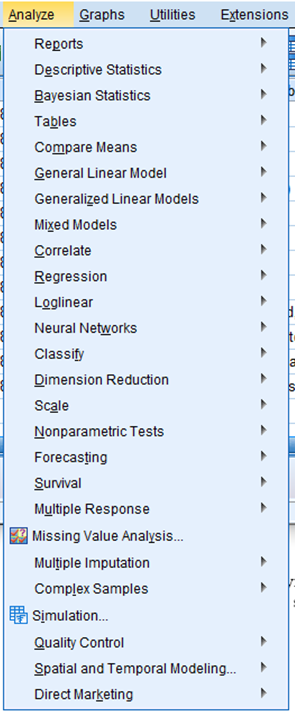 Analyze Graphs Utilities Extensions
Reports
Descriptive Statistics
Bayesian Statistics
Tables
Compare Means
General Linear Model
Generalized Linear Models
Mixed Models
Correlate
Regression
Loglinear
Neural Networks
Classify
Dimension Reduction
Scale
Nonparametric Tests
Forecasting
Survival
Multiple Response
Missing Value Analysis...
Multiple Imputation
Complex Samples
Simulation...
Quality Control
Spatial and Temporal Modeling...
Direct Marketing